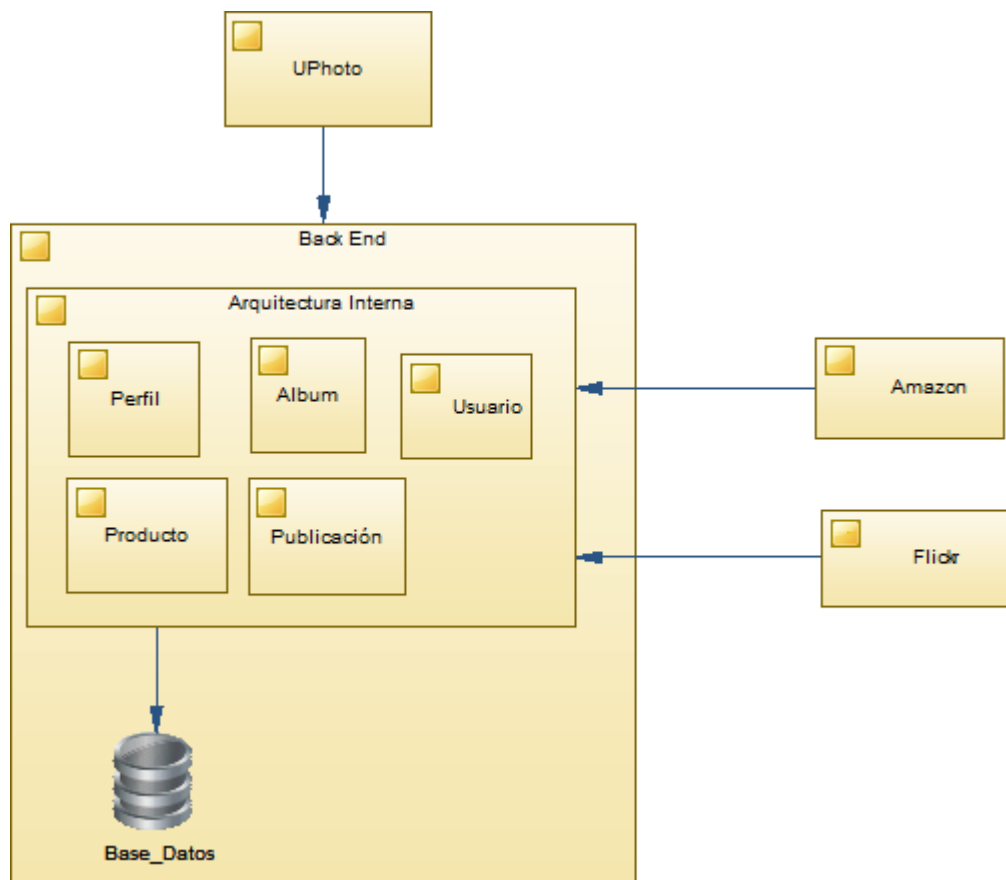 UPhoto
Back End
Arquitectura Interna
Perfil
Album
Usuario
Amazon
Producto
Publicación
Flickr
Base_Datos